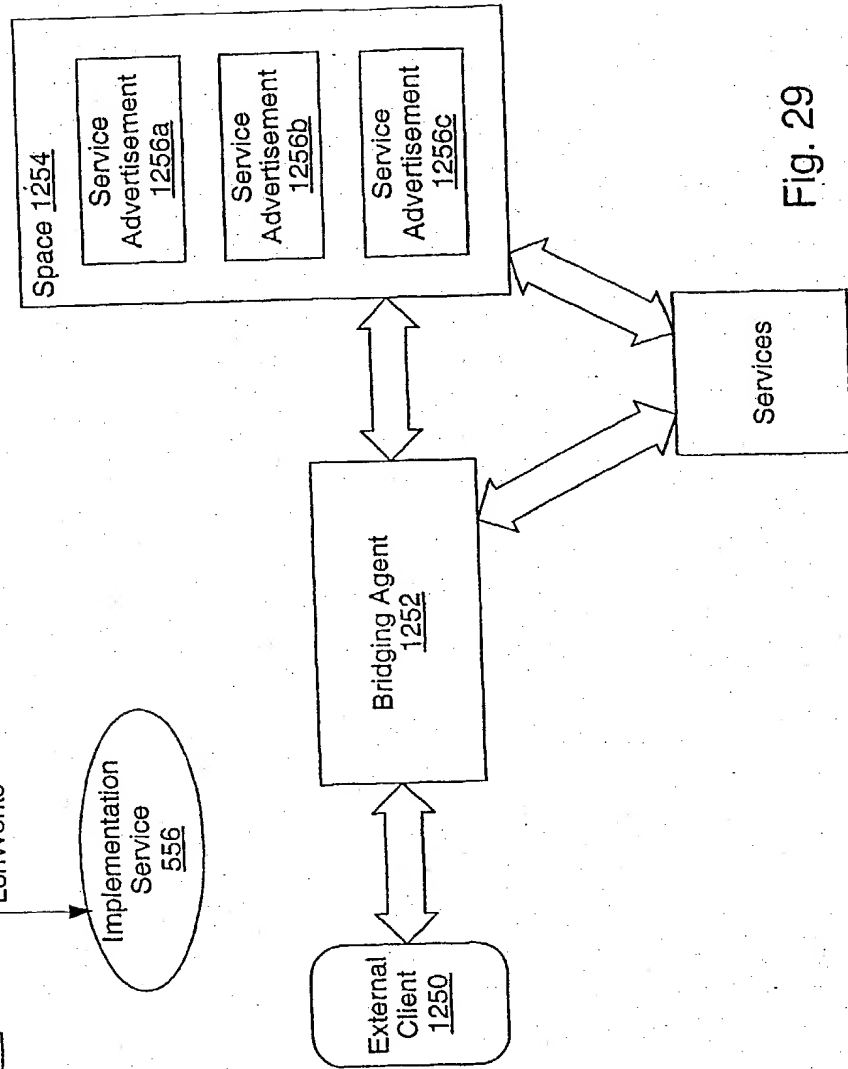 Implementation
Service
556
Space 1254
Service
Advertisement
1256a
Service
Advertisement
1256b
Service
Advertisement
1256c
External
Client
1250
Bridging Agent
1252
Services
Fig. 29